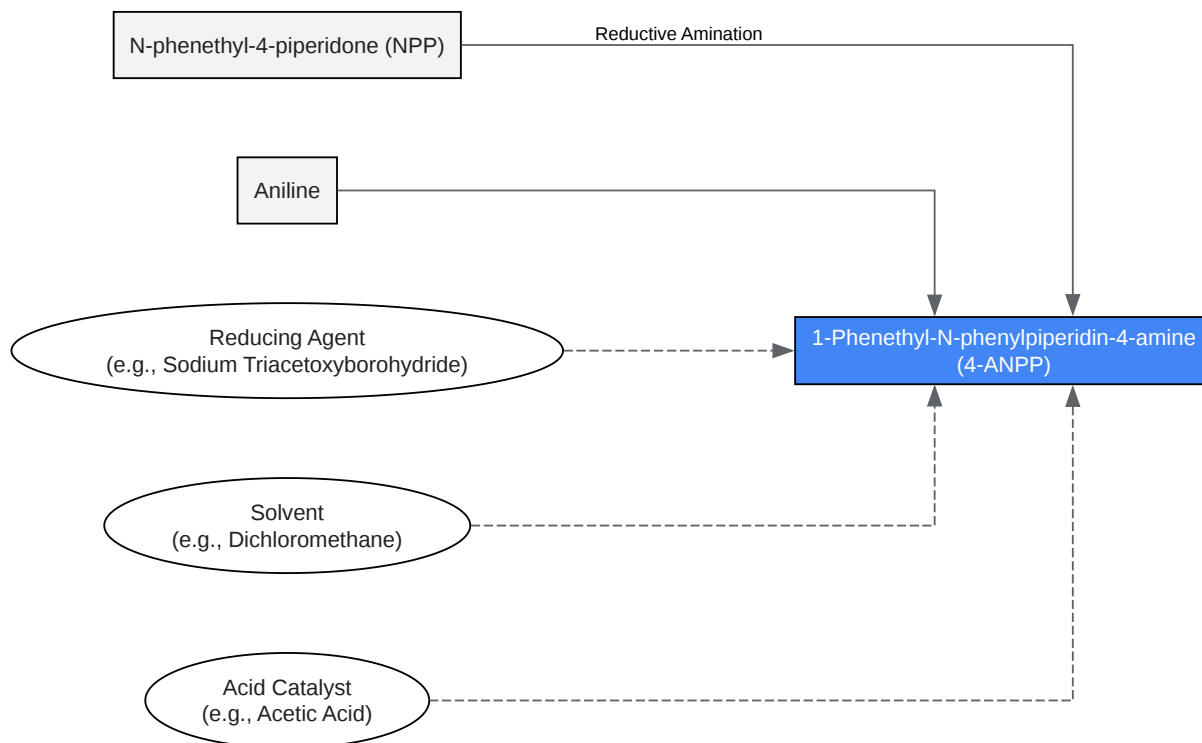 N-phenethyl-4-piperidone (NPP)
Reductive Amination
Aniline
Reducing Agent
(e.g., Sodium Triacetoxyborohydride)
1-Phenethyl-N-phenylpiperidin-4-amine
(4-ANPP)
Solvent
(e.g., Dichloromethane)
Acid Catalyst
(e.g., Acetic Acid)